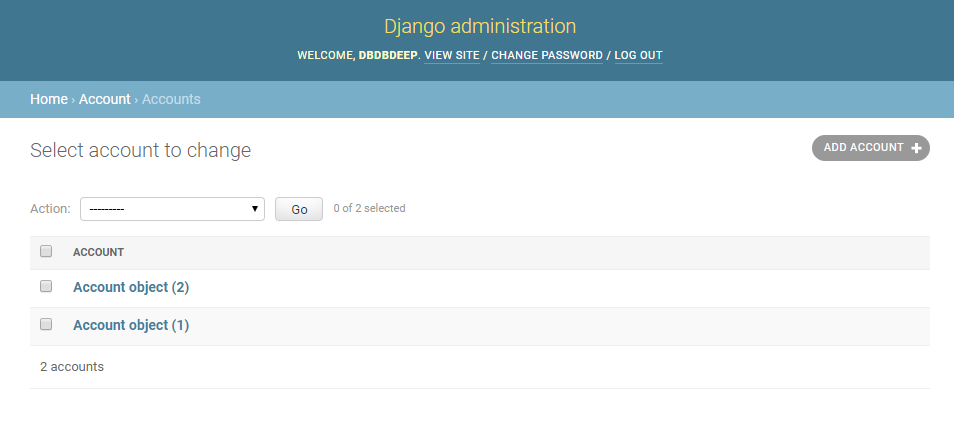 Django administration
WELCOME, DBDBDEEP. VIEW SITE / CHANGE PASSWORD / LOG OUT
Home › Account › Accounts
Select account to change
ADD ACCOUNT +
Action: --------- Go 0 of 2 selected
ACCOUNT
Account object (2)
Account object (1)
2 accounts